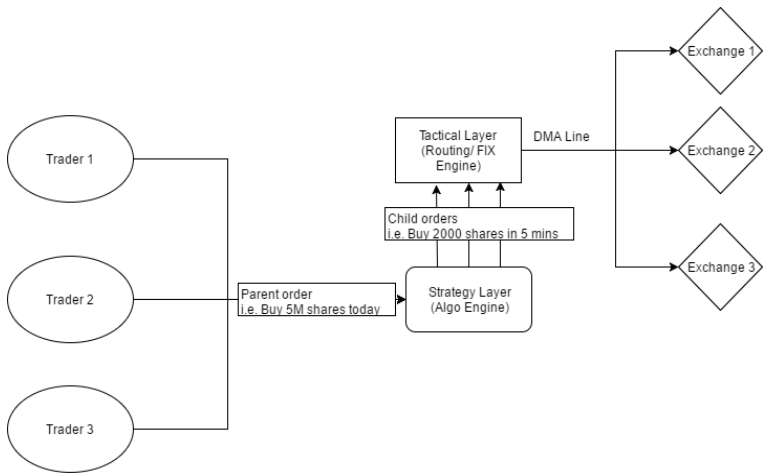 Trader 1
Trader 2
Trader 3
Parent order
i.e. Buy 5M shares today
Strategy Layer
(Algo Engine)
Child orders
i.e. Buy 2000 shares in 5 mins
Tactical Layer
(Routing/ FIX
Engine)
DMA Line
Exchange 1
Exchange 2
Exchange 3